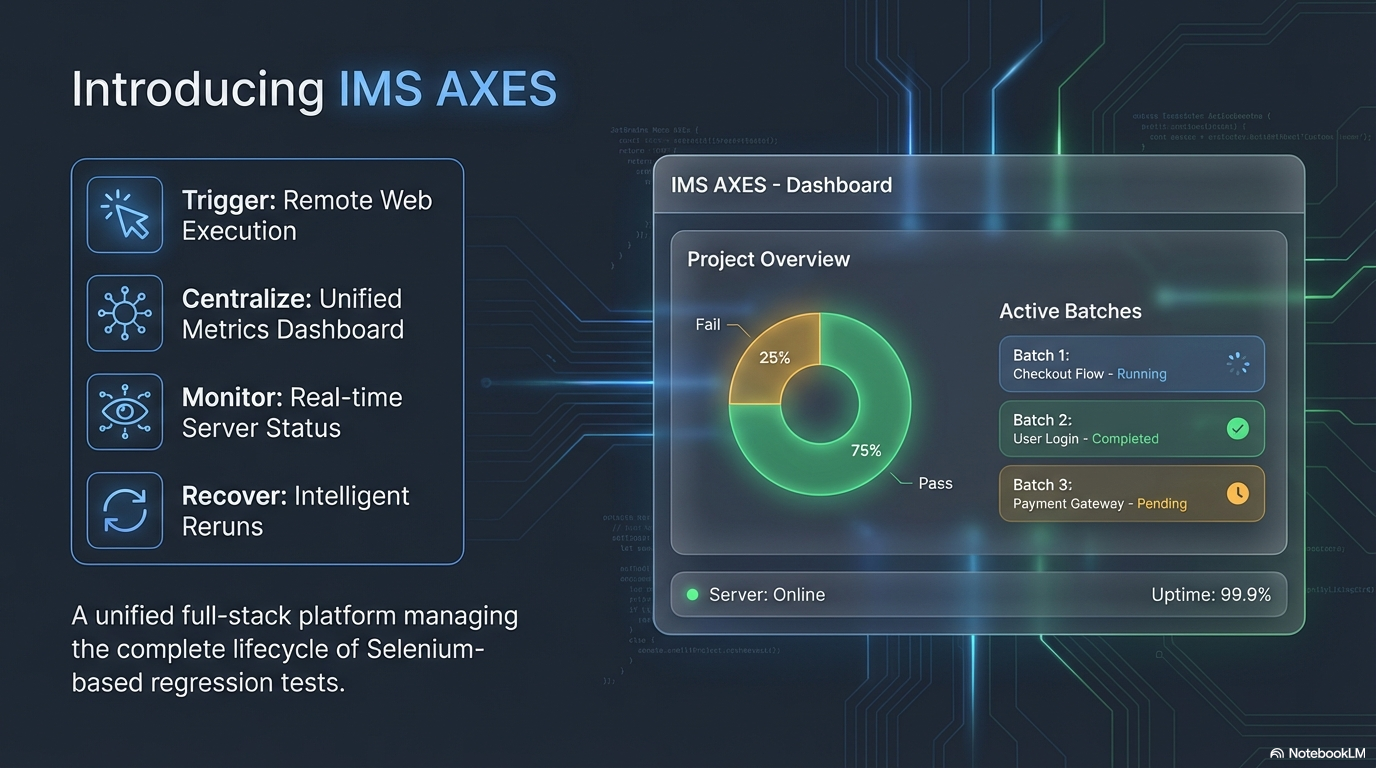 Introducing IMS AXES
Trigger: Remote Web
Execution
Centralize: Unified
Metrics Dashboard
Monitor: Real-time
Server Status
Recover: Intelligent
Reruns
A unified full-stack platform managing
the complete lifecycle of Selenium-
based regression tests.
IMS AXES - Dashboard
Project Overview
Fail
25%
75%
Pass
Active Batches
Batch 1:
Checkout Flow - Running
Batch 2:
User Login - Completed
Batch 3:
Payment Gateway - Pending
Server: Online
Uptime: 99.9%
NotebookLM